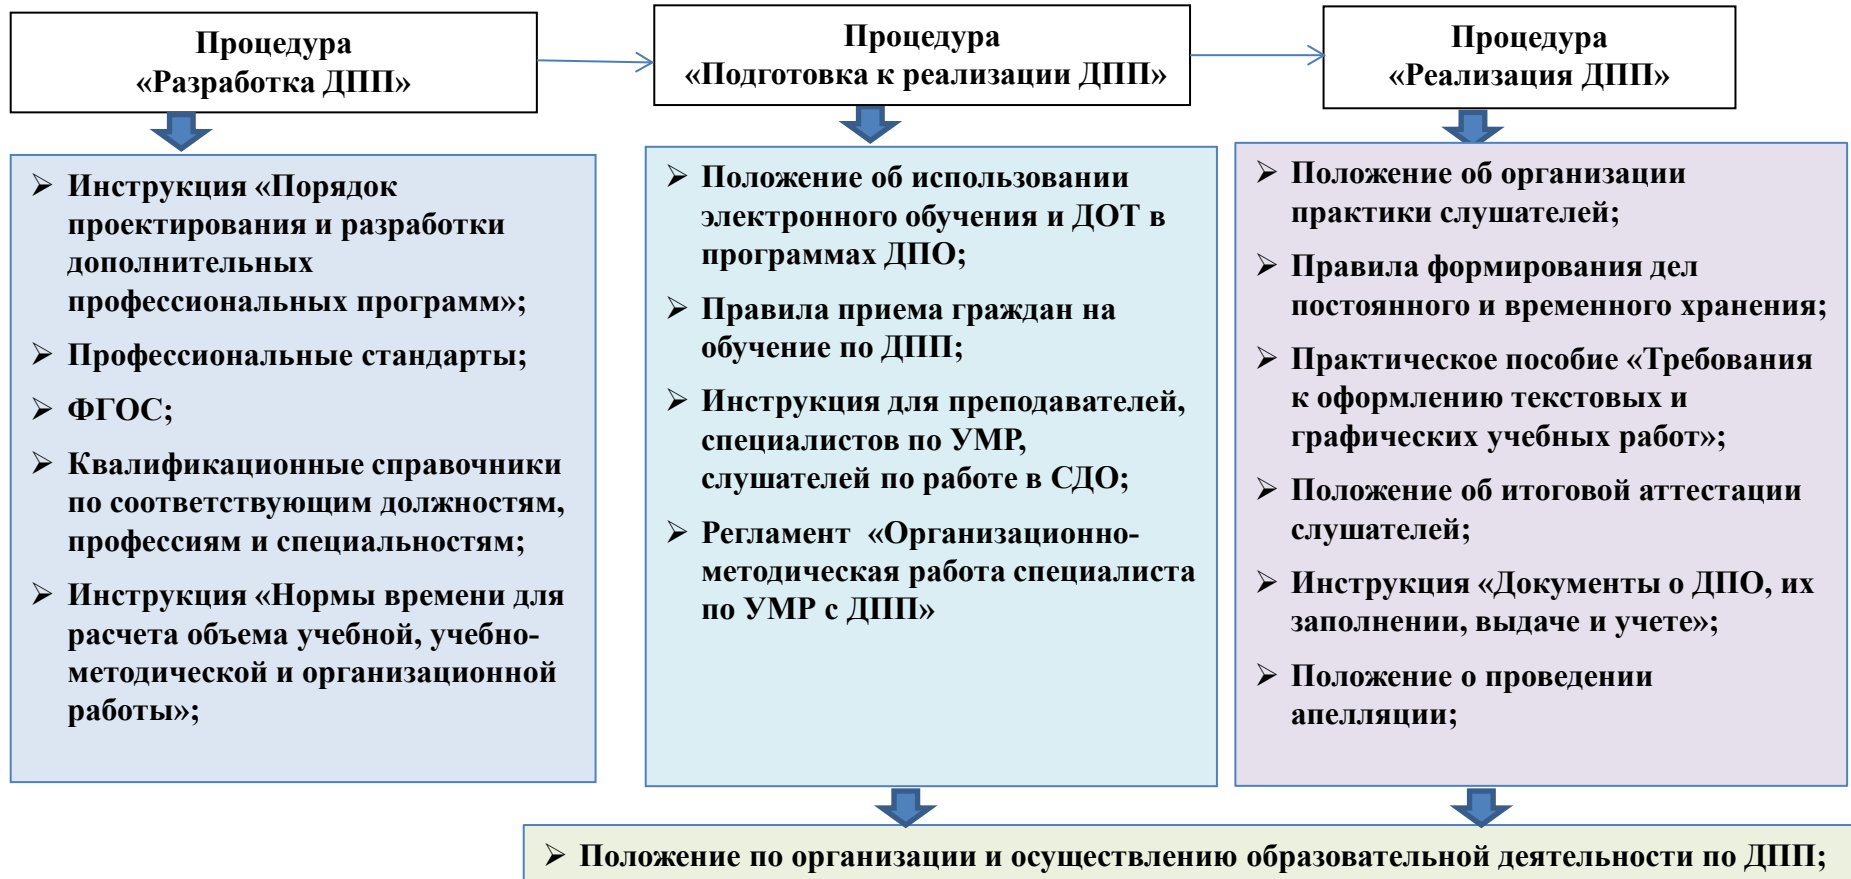 Процедура
«Разработка ДПП»
Процедура
«Подготовка к реализации ДПП»
Процедура
«Реализация ДПП»
➢ Инструкция «Порядок
проектирования и разработки
дополнительных
профессиональных программ»;
➢ Профессиональные стандарты;
➢ ФГОС;
➢ Квалификационные справочники
по соответствующим должностям,
профессиям и специальностям;
➢ Инструкция «Нормы времени для
расчета объема учебной, учебно-
методической и организационной
работы»;
➢ Положение об использовании
электронного обучения и ДОТ в
программах ДПО;
➢ Правила приема граждан на
обучение по ДПП;
➢ Инструкция для преподавателей,
специалистов по УМР,
слушателей по работе в СДО;
➢ Регламент «Организационно-
методическая работа специалиста
по УМР с ДПП»
➢ Положение об организации
практики слушателей;
➢ Правила формирования дел
постоянного и временного хранения;
➢ Практическое пособие «Требования
к оформлению текстовых и
графических учебных работ»;
➢ Положение об итоговой аттестации
слушателей;
➢ Инструкция «Документы о ДПО, их
заполнении, выдаче и учете»;
➢ Положение о проведении
апелляции;
➢ Положение по организации и осуществлению образовательной деятельности по ДПП;